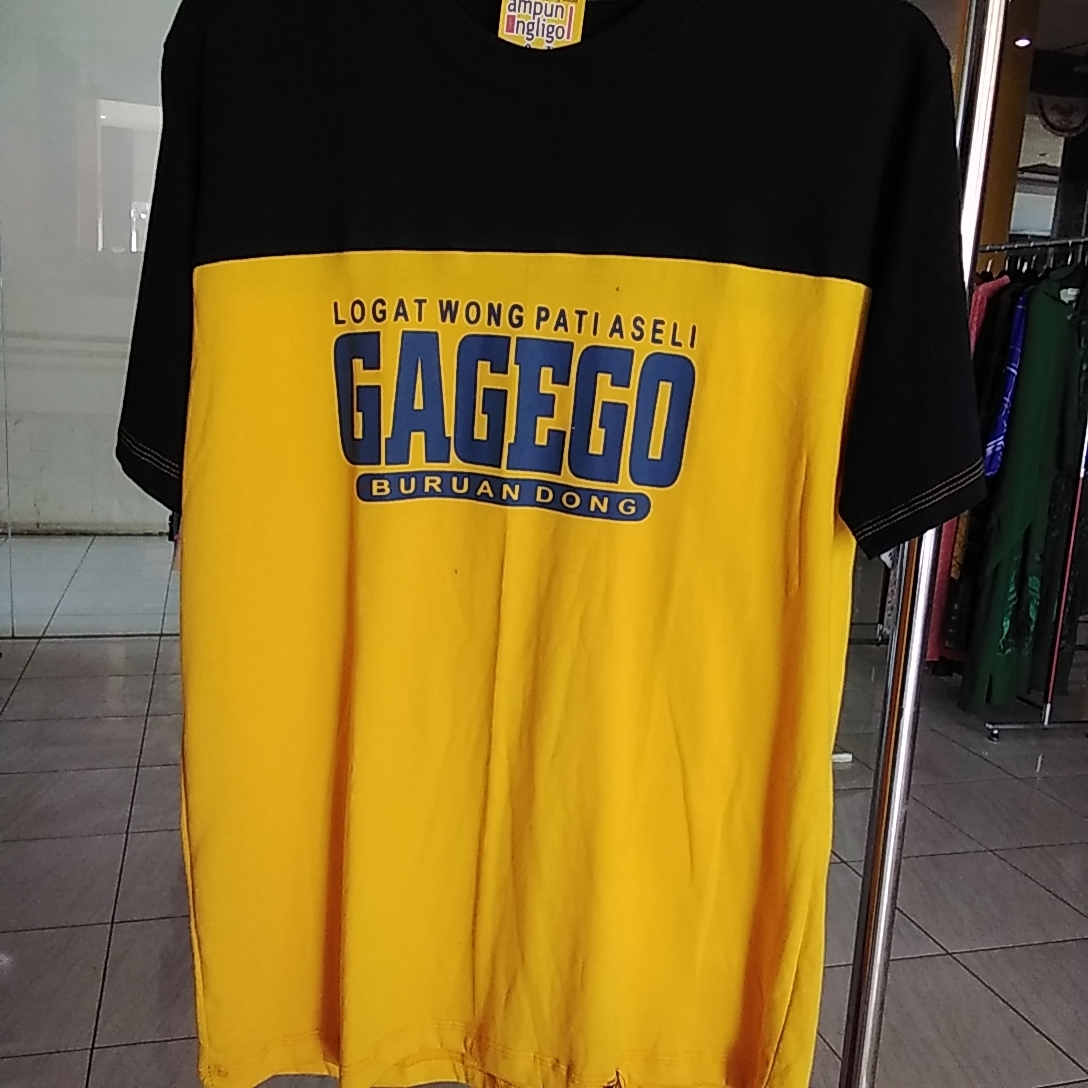 ampun
ngligo
LOGAT WONG PATI ASELI
GAGEGO
BURUAN DONG